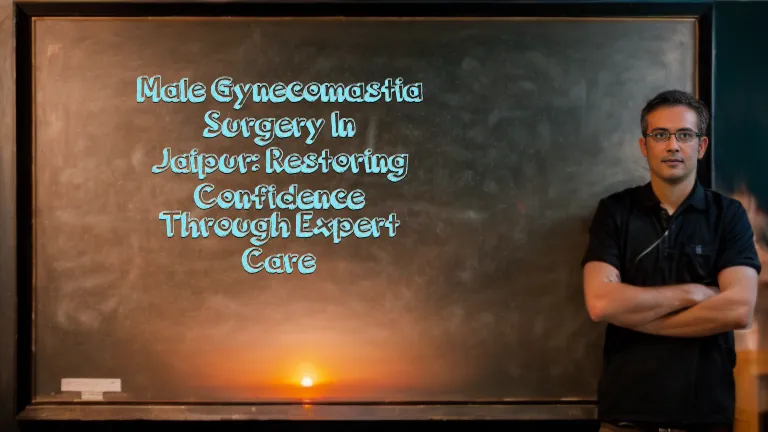 Male Gynecomastia
Surgery In
Jaipur: Restoring
Confidence
Through Expert
Care